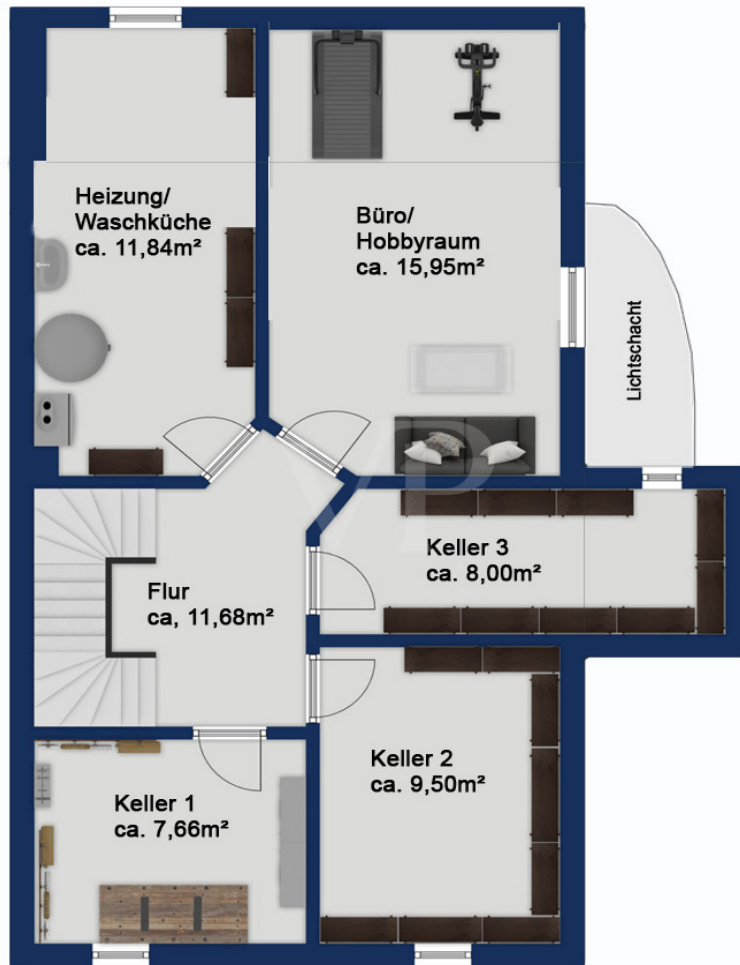 Heizung/
Waschküche
ca. 11,84m²
Büro/
Hobbyraum
ca. 15,95m²
Lichtschacht
VP
Keller 3
ca. 8,00m²
Flur
ca, 11,68m²
Keller 2
ca. 9,50m²
Keller 1
ca. 7,66m²